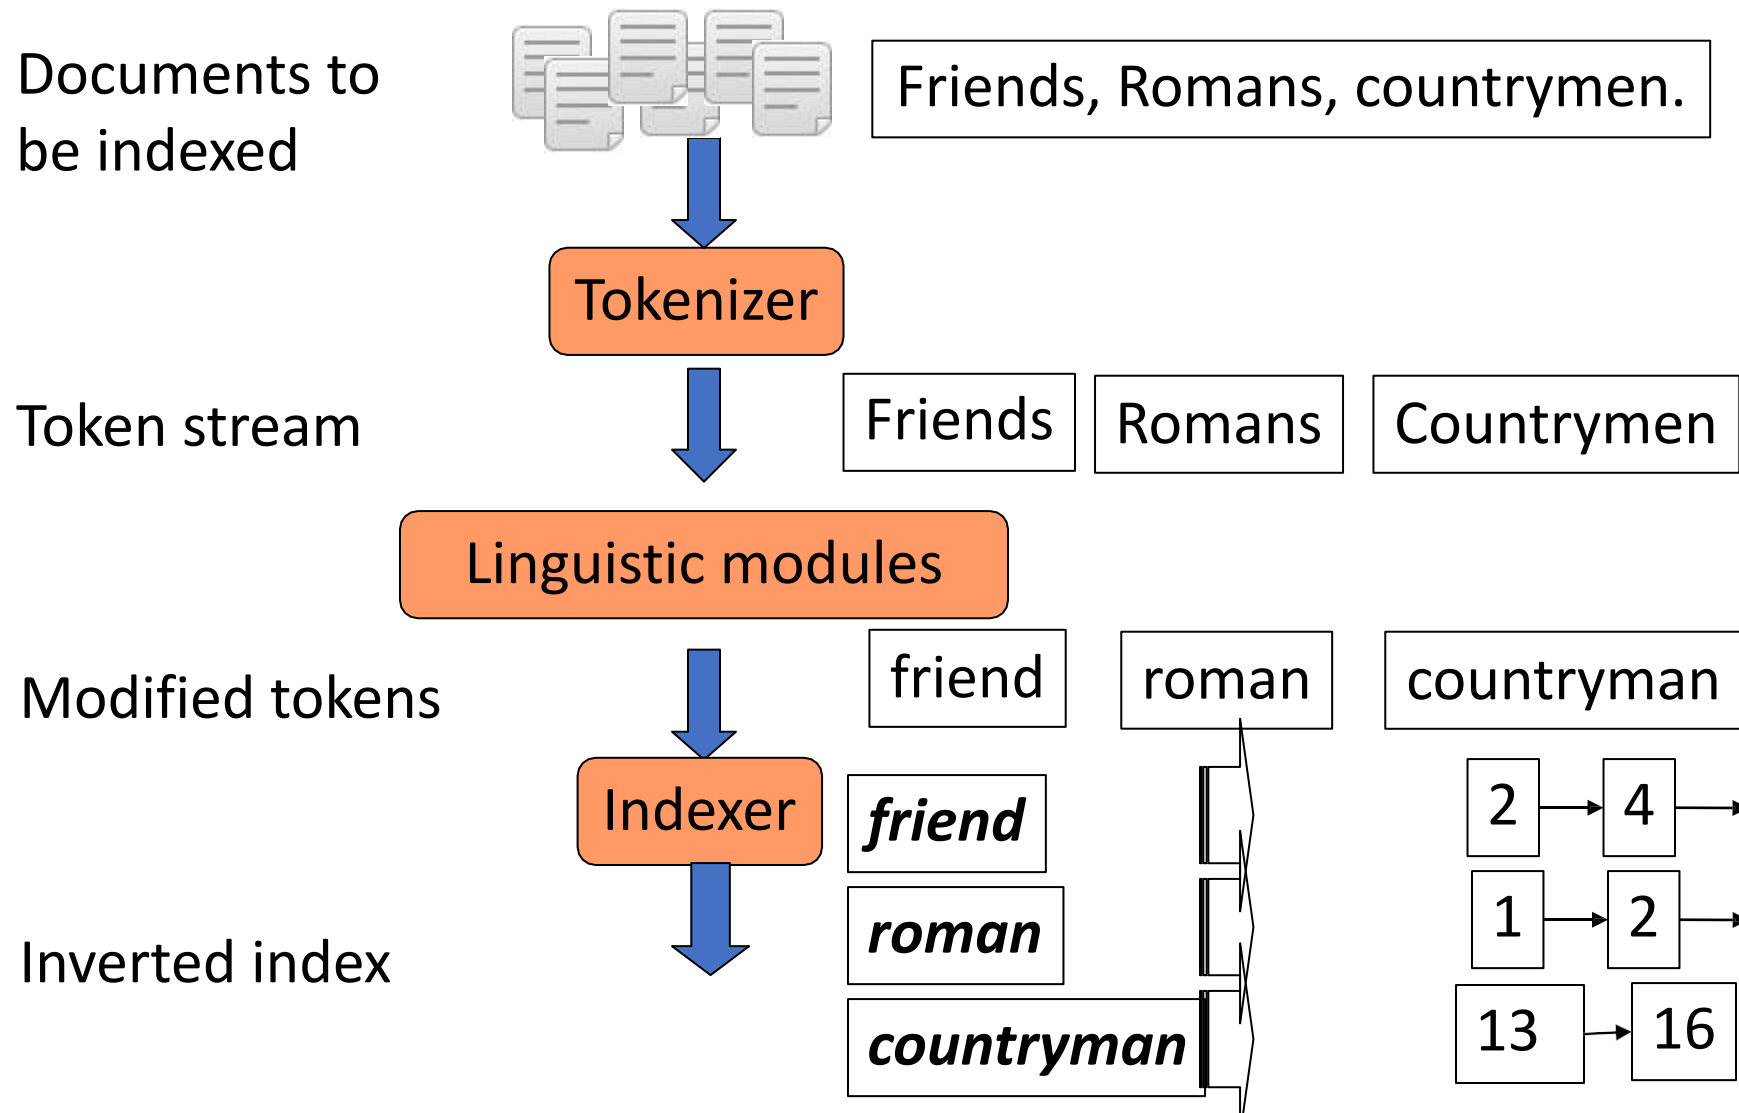 Documents to
be indexed
Friends, Romans, countrymen.
Tokenizer
Token stream
Friends Romans Countrymen
Linguistic modules
Modified tokens
friend roman countryman
Indexer
friend 2 4
roman 1 2
Inverted index
countryman 13 16